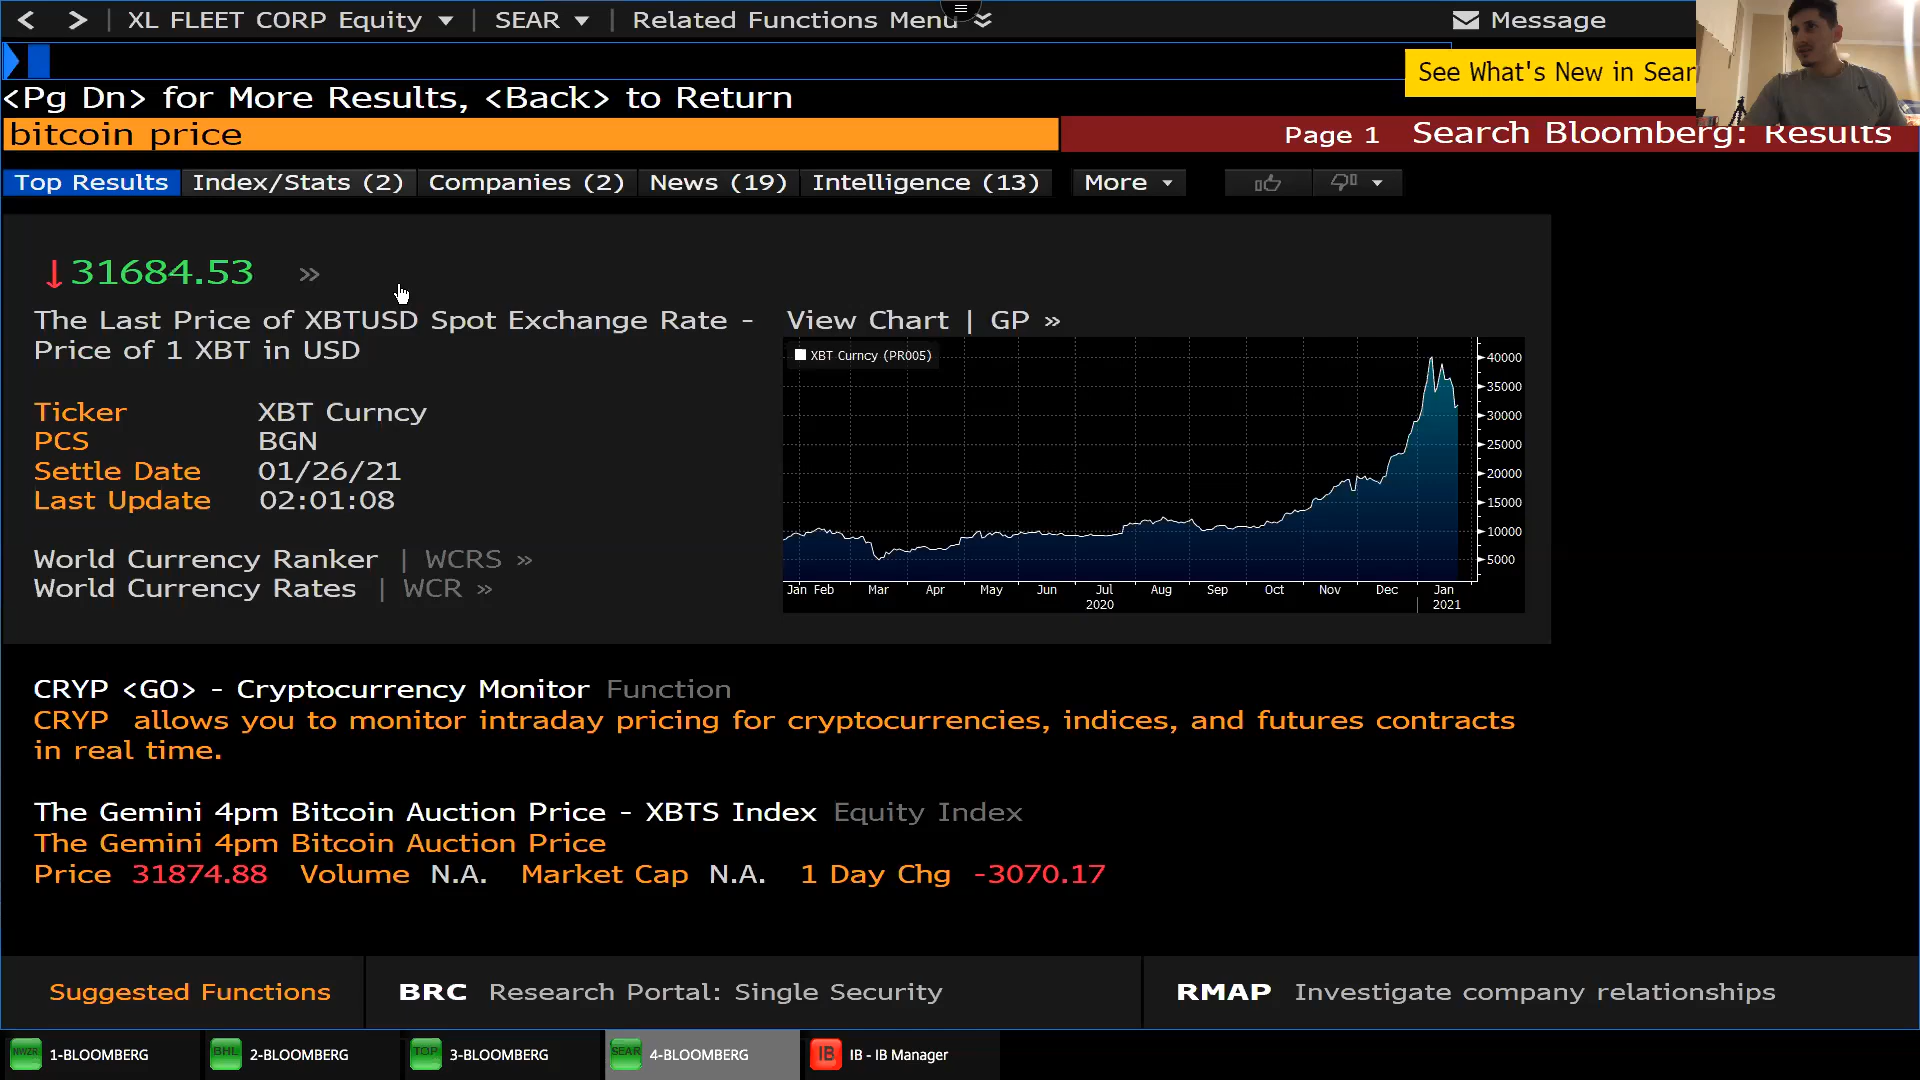 XL FLEET CORP Equity SEAR Related Functions Menu Message
See What's New in Sear
<Pg Dn> for More Results, <Back> to Return
bitcoin price Page 1 Search Bloomberg: Results
Top Results Index/Stats (2) Companies (2) News (19) Intelligence (13) More
↓31684.53 »
The Last Price of XBTUSD Spot Exchange Rate -
Price of 1 XBT in USD
Ticker XBT Curncy
PCS BGN
Settle Date 01/26/21
Last Update 02:01:08
World Currency Ranker | WCRS »
World Currency Rates | WCR »
View Chart | GP »
XBT Curncy (PR005)
40000
35000
30000
25000
20000
15000
10000
5000
Jan Feb Mar Apr May Jun Jul Aug Sep Oct Nov Dec Jan
2020 2021
CRYP <GO> - Cryptocurrency Monitor Function
CRYP allows you to monitor intraday pricing for cryptocurrencies, indices, and futures contracts
in real time.
The Gemini 4pm Bitcoin Auction Price - XBTS Index Equity Index
The Gemini 4pm Bitcoin Auction Price
Price 31874.88 Volume N.A. Market Cap N.A. 1 Day Chg -3070.17
Suggested Functions BRC Research Portal: Single Security RMAP Investigate company relationships
NWZR 1-BLOOMBERG BHL 2-BLOOMBERG TOP 3-BLOOMBERG SEAR 4-BLOOMBERG IB IB - IB Manager